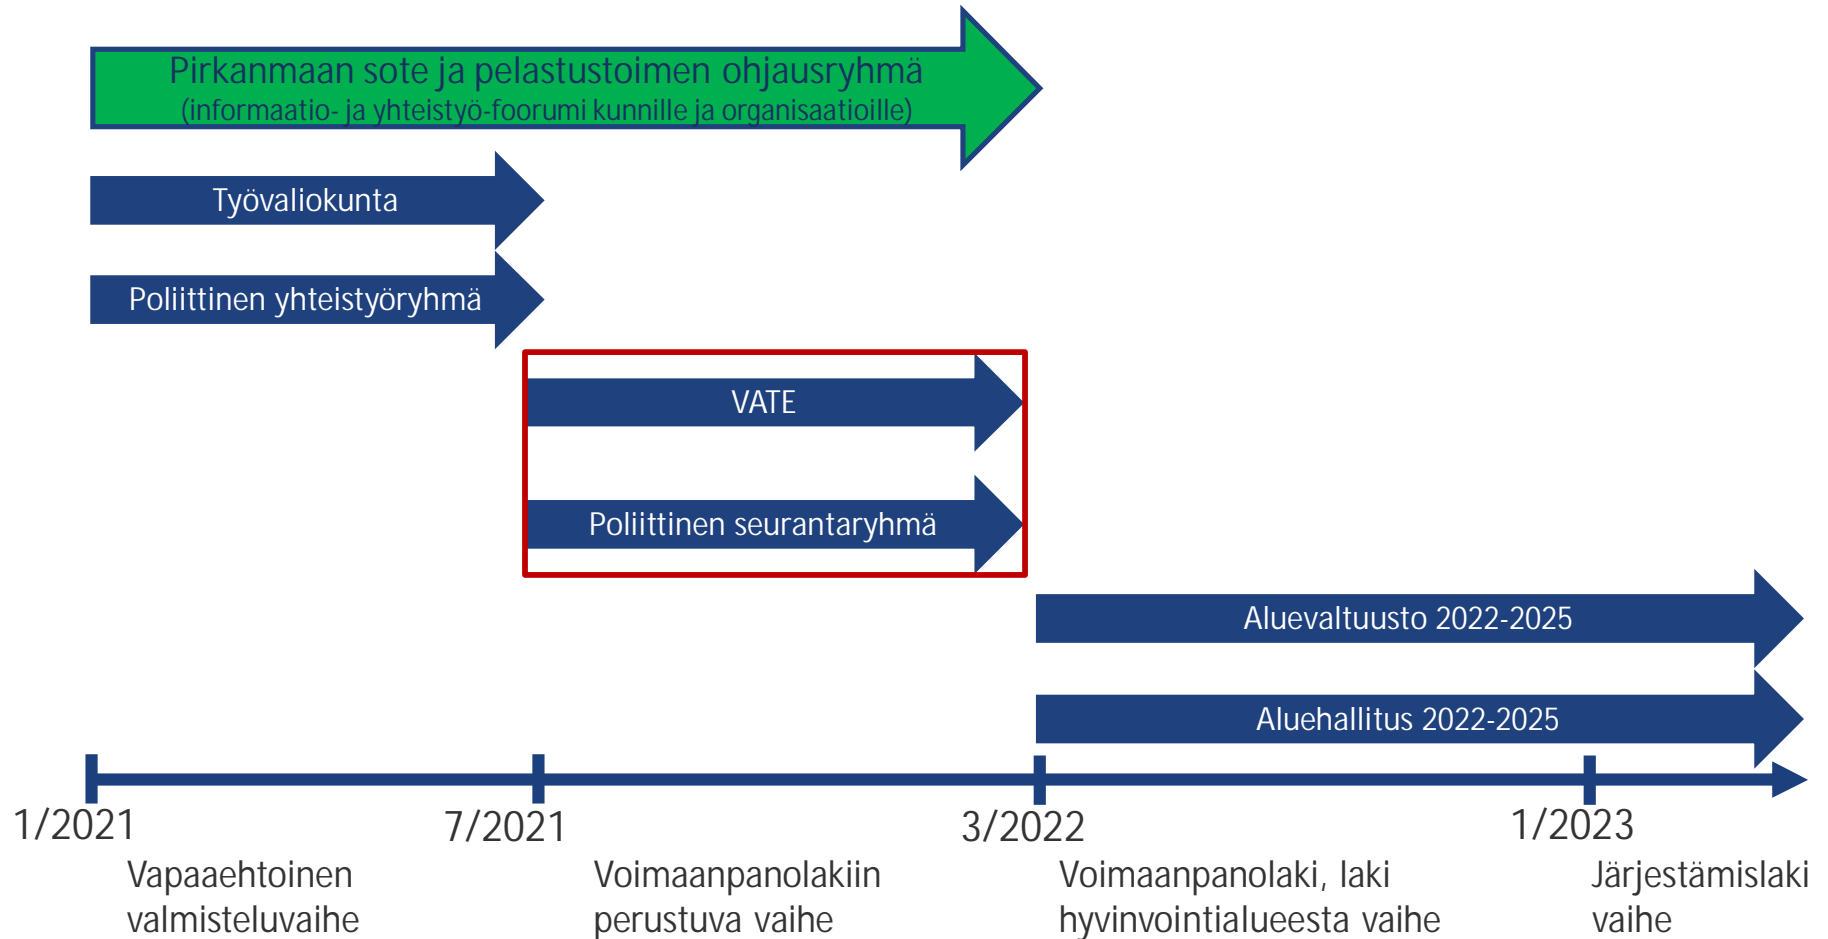 Pirkanmaan sote ja pelastustoimen ohjausryhmä
(informaatio- ja yhteistyö-foorumi kunnille ja organisaatioille)
Työvaliokunta
Poliittinen yhteistyöryhmä
VATE
Poliittinen seurantaryhmä
Aluevaltuusto 2022-2025
Aluehallitus 2022-2025
1/2021
7/2021
3/2022
1/2023
Vapaaehtoinen
valmisteluvaihe
Voimaanpanolakiin
perustuva vaihe
Voimaanpanolaki, laki
hyvinvointialueesta vaihe
Järjestämislaki
vaihe